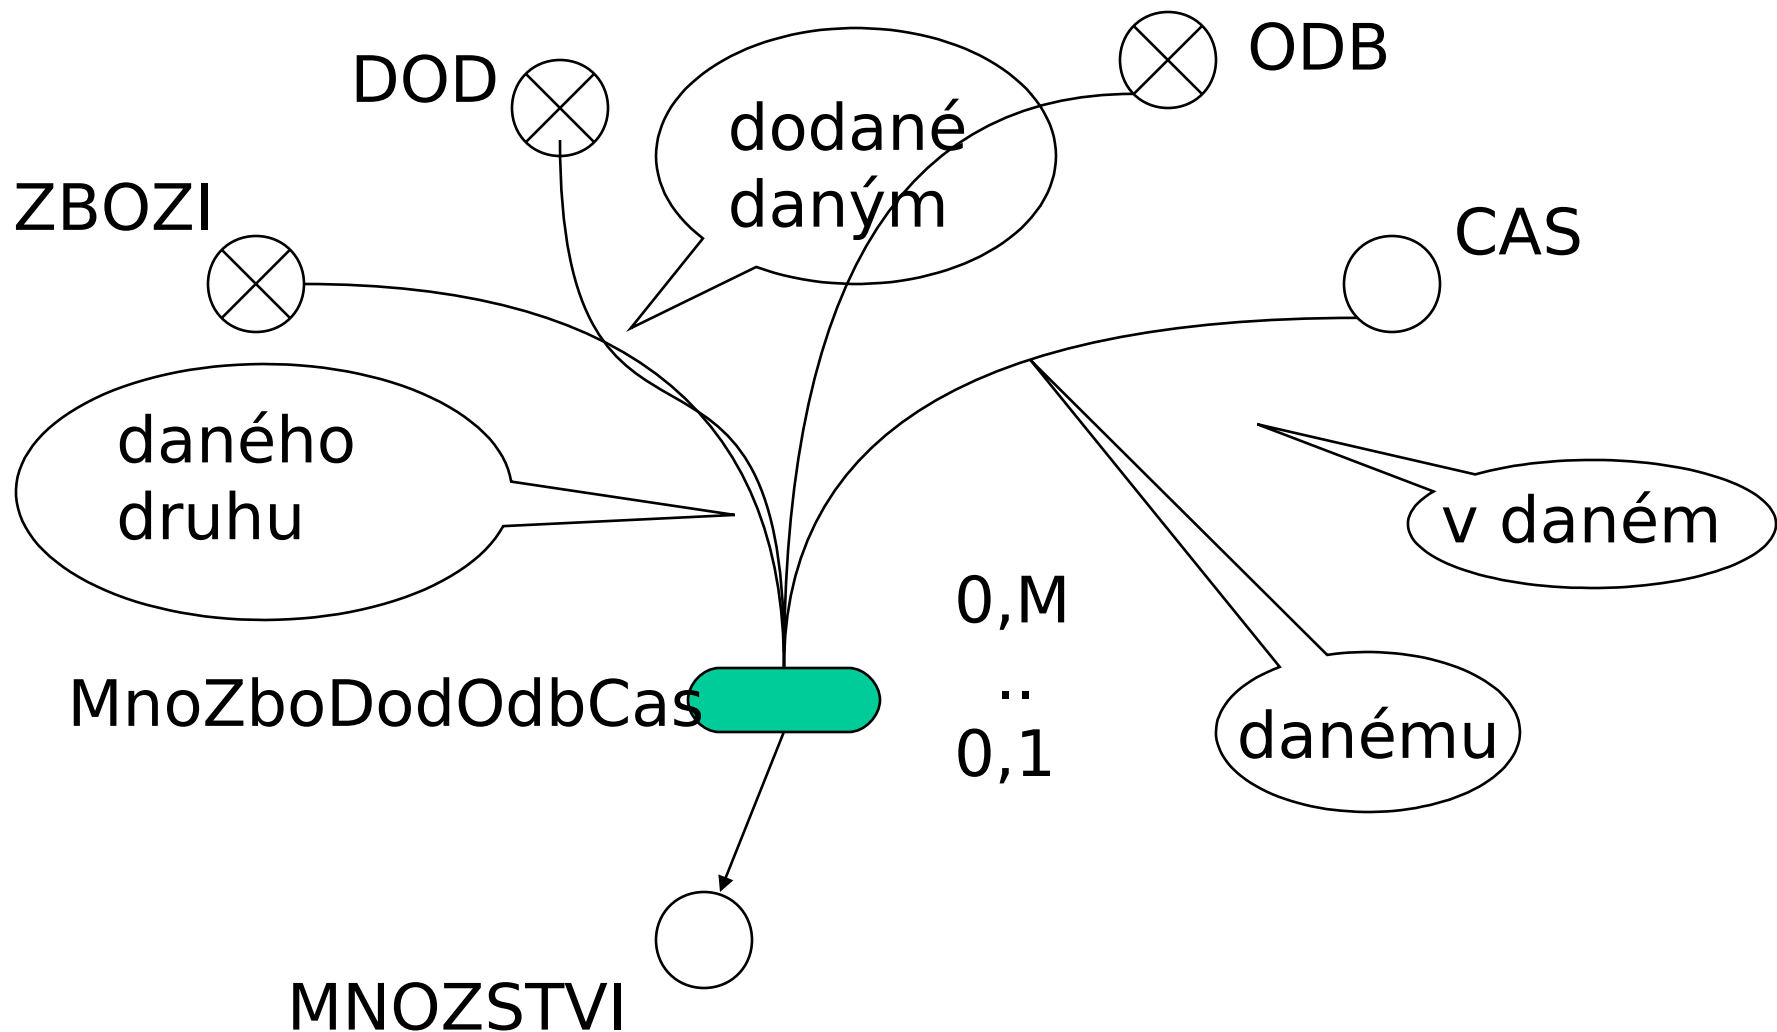 ODB
DOD
dodané
daným
ZBOZI
CAS
daného
druhu
v daném
0,M
..
0,1
MnoZboDodOdbCas
danému
MNOZSTVI